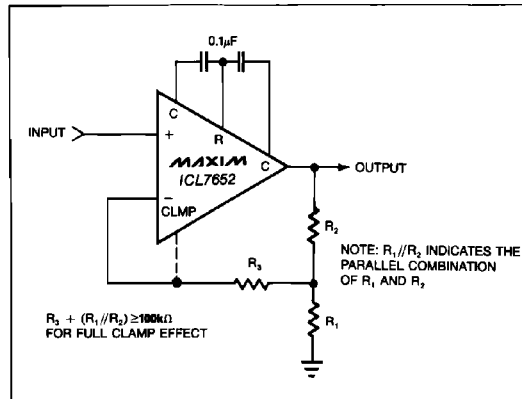 0.1μF
C
R
C
INPUT
+
MAXIM
ICL7652
−
CLMP
OUTPUT
R₂
R₃
NOTE: R₁//R₂ INDICATES THE
PARALLEL COMBINATION
OF R₁ AND R₂
R₁
R₃ + (R₁//R₂) ≥100kΩ
FOR FULL CLAMP EFFECT